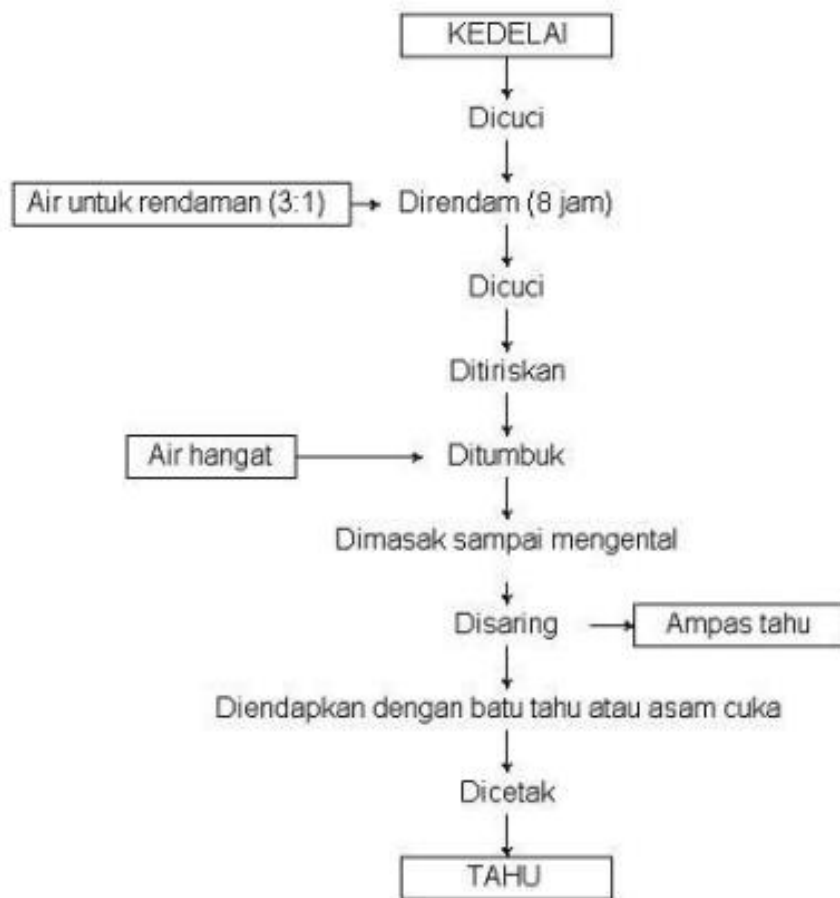 KEDELAI
Dicuci
Air untuk rendaman (3:1)
Direndam (8 jam)
Dicuci
Ditiriskan
Air hangat
Ditumbuk
Dimasak sampai mengental
Disaring
Ampas tahu
Diendapkan dengan batu tahu atau asam cuka
Dicetak
TAHU